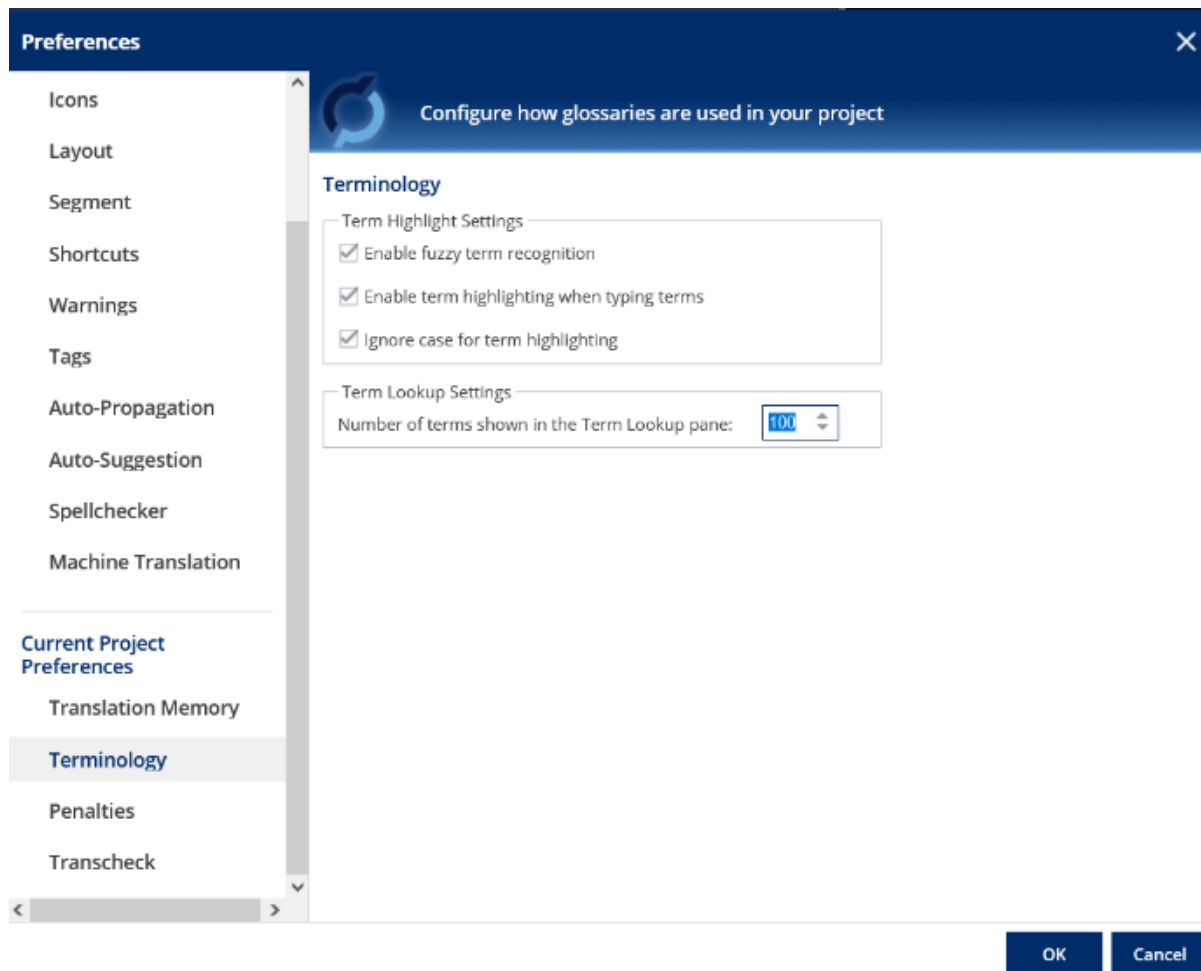 Preferences
Icons
Layout
Segment
Shortcuts
Warnings
Tags
Auto-Propagation
Auto-Suggestion
Spellchecker
Machine Translation
Current Project
Preferences
Translation Memory
Terminology
Penalties
Transcheck
Configure how glossaries are used in your project
Terminology
Term Highlight Settings
Enable fuzzy term recognition
Enable term highlighting when typing terms
Ignore case for term highlighting
Term Lookup Settings
Number of terms shown in the Term Lookup pane: 100
OK Cancel